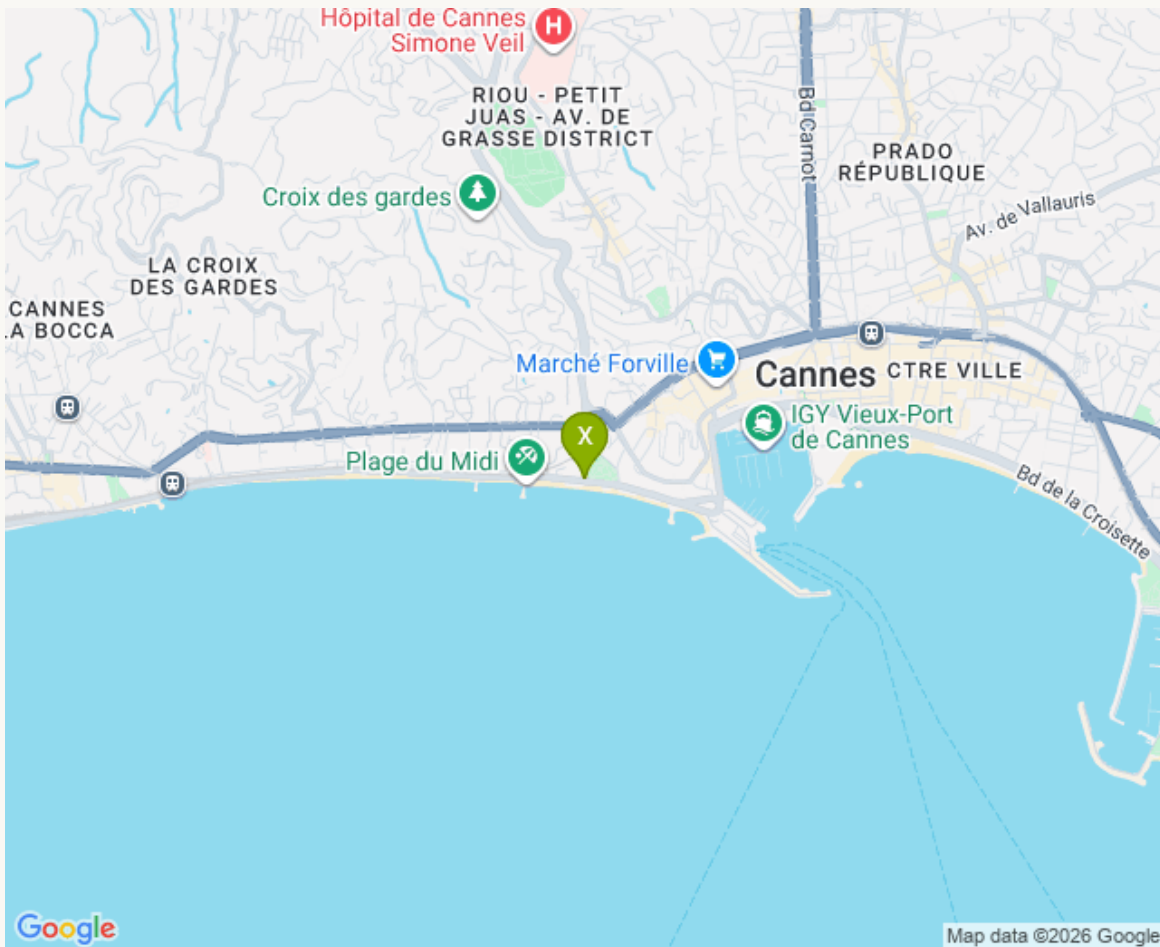 Hôpital de Cannes
Simone Veil
H
RIOU - PETIT
JUAS - AV. DE
GRASSE DISTRICT
Bd Carnot
PRADO
RÉPUBLIQUE
Croix des gardes
Av. de Vallauris
LA CROIX
DES GARDES
CANNES
LA BOCCA
Marché Forville
Cannes
CTRE VILLE
IGY Vieux-Port
de Cannes
X
Plage du Midi
Bd de la Croisette
Google
Map data ©2026 Google